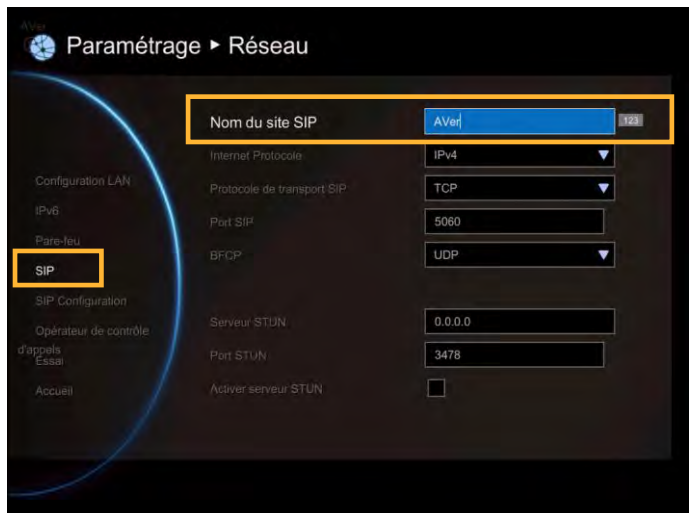 AVer
Paramétrage ▸ Réseau
Nom du site SIP AVer 123
Internet Protocole IPv4
Protocole de transport SIP TCP
Port SIP 5060
BFCP UDP
Serveur STUN 0.0.0.0
Port STUN 3478
Activer serveur STUN
Configuration LAN
IPv6
Pare-feu
SIP
SIP Configuration
Opérateur de contrôle
d'appels
Essai
Accueil